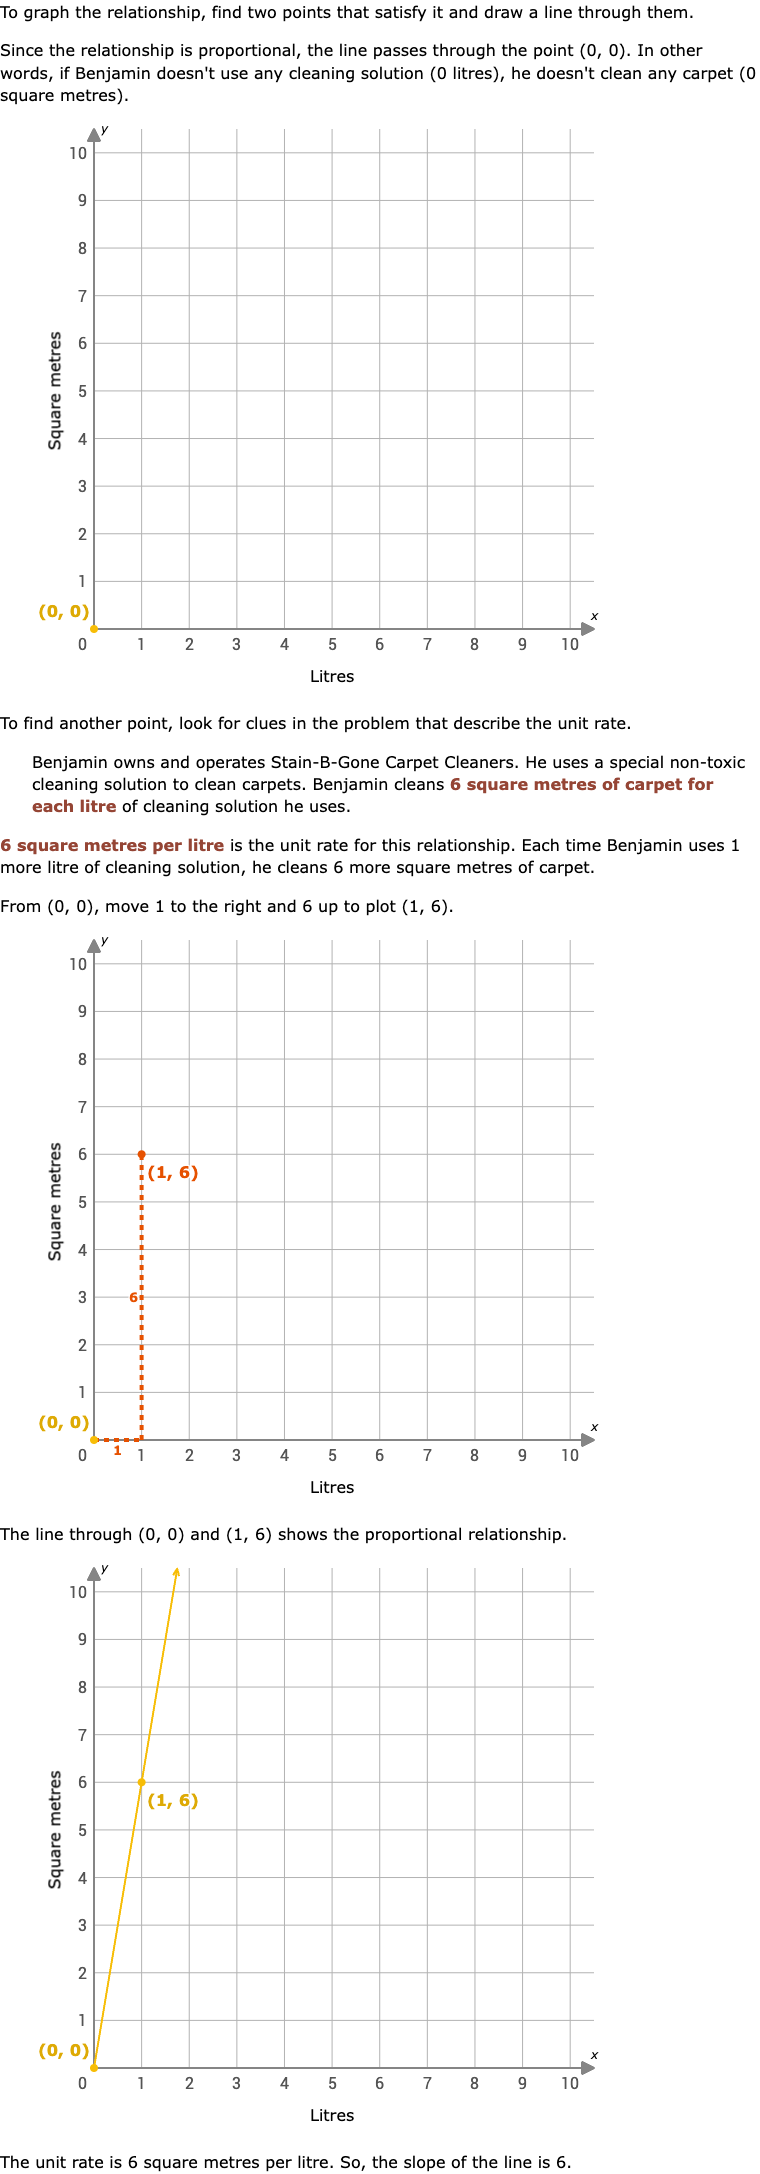 To graph the relationship, find two points that satisfy it and draw a line through them.
Since the relationship is proportional, the line passes through the point (0, 0). In other
words, if Benjamin doesn't use any cleaning solution (0 litres), he doesn't clean any carpet (0
square metres).
y
10
9
8
7
6
5
4
3
2
1
Square metres
(0, 0)
x
0 1 2 3 4 5 6 7 8 9 10
Litres
To find another point, look for clues in the problem that describe the unit rate.
Benjamin owns and operates Stain-B-Gone Carpet Cleaners. He uses a special non-toxic
cleaning solution to clean carpets. Benjamin cleans 6 square metres of carpet for
each litre of cleaning solution he uses.
6 square metres per litre is the unit rate for this relationship. Each time Benjamin uses 1
more litre of cleaning solution, he cleans 6 more square metres of carpet.
From (0, 0), move 1 to the right and 6 up to plot (1, 6).
y
10
9
8
7
6
(1, 6)
5
4
3
6
2
1
Square metres
(0, 0)
x
1
0 1 2 3 4 5 6 7 8 9 10
Litres
The line through (0, 0) and (1, 6) shows the proportional relationship.
y
10
9
8
7
6
(1, 6)
5
4
3
2
1
Square metres
(0, 0)
x
0 1 2 3 4 5 6 7 8 9 10
Litres
The unit rate is 6 square metres per litre. So, the slope of the line is 6.